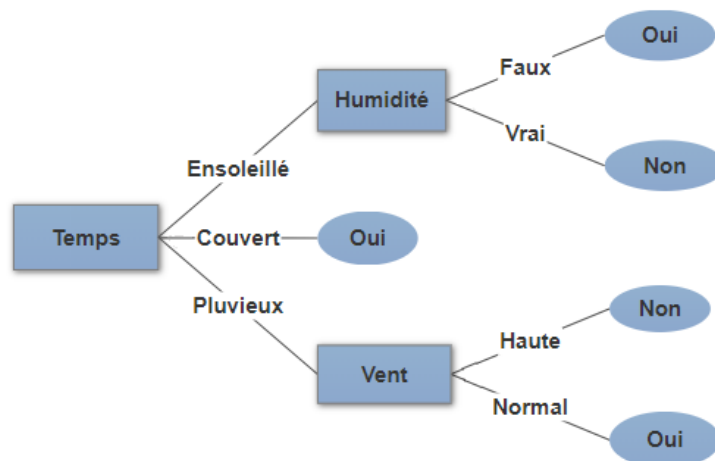 Oui
Faux
Humidité
Vrai
Ensoleillé
Non
Temps
Couvert
Oui
Pluvieux
Non
Haute
Vent
Normal
Oui